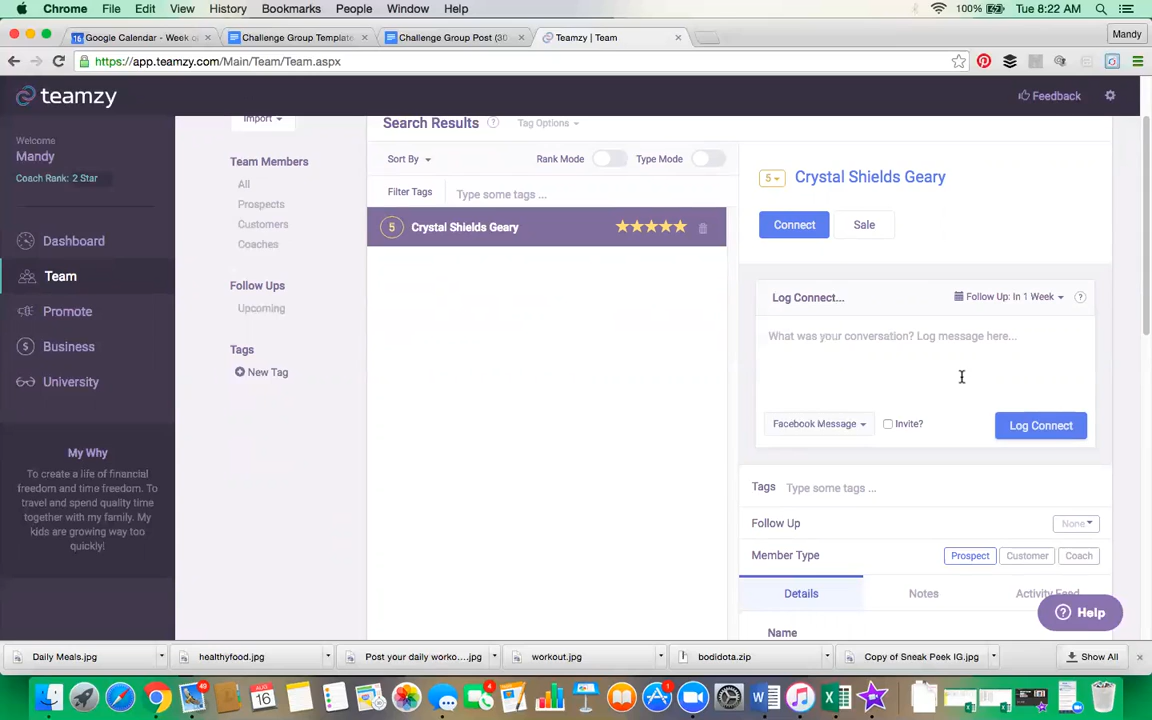 Chrome File Edit View History Bookmarks People Window Help 100% Tue 8:22 AM
Google Calendar - Week o Challenge Group Template Challenge Group Post (30 Teamzy | Team Mandy
https://app.teamzy.com/Main/Team/Team.aspx
teamzy Feedback
Welcome
Mandy
Coach Rank: 2 Star
Dashboard
Team
Promote
Business
University
My Why
To create a life of financial
freedom and time freedom. To
travel and spend quality time
together with my family. My
kids are growing way too
quickly!
Import
Team Members
All
Prospects
Customers
Coaches
Follow Ups
Upcoming
Tags
New Tag
Search Results ? Tag Options
Sort By Rank Mode Type Mode
Filter Tags Type some tags ...
5 Crystal Shields Geary
5 Crystal Shields Geary
Connect Sale
Log Connect... Follow Up: In 1 Week ?
What was your conversation? Log message here...
Facebook Message Invite? Log Connect
Tags Type some tags ...
Follow Up None
Member Type Prospect Customer Coach
Details Notes Activity Feed
Name
? Help
Daily Meals.jpg healthyfood.jpg Post your daily worko....jpg workout.jpg bodidota.zip Copy of Sneak Peek IG.jpg Show All